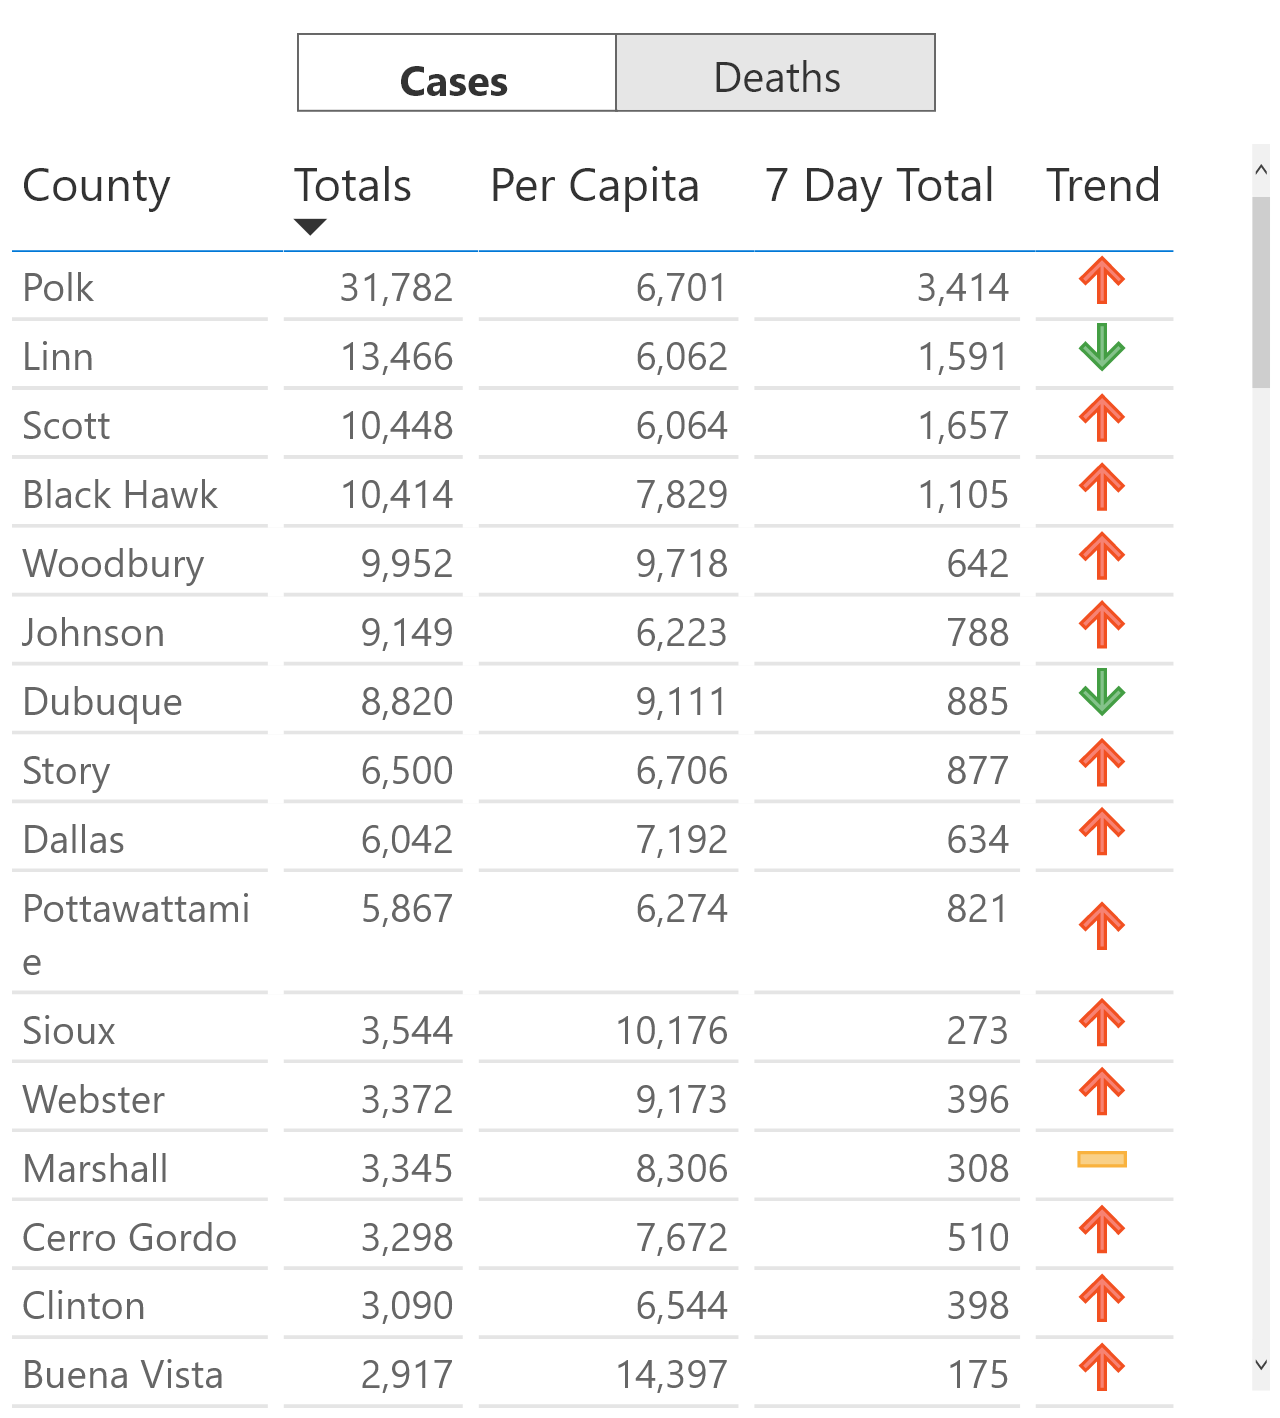 Cases Deaths
County Totals Per Capita 7 Day Total Trend
Polk 31,782 6,701 3,414
Linn 13,466 6,062 1,591
Scott 10,448 6,064 1,657
Black Hawk 10,414 7,829 1,105
Woodbury 9,952 9,718 642
Johnson 9,149 6,223 788
Dubuque 8,820 9,111 885
Story 6,500 6,706 877
Dallas 6,042 7,192 634
Pottawattami 5,867 6,274 821
e
Sioux 3,544 10,176 273
Webster 3,372 9,173 396
Marshall 3,345 8,306 308
Cerro Gordo 3,298 7,672 510
Clinton 3,090 6,544 398
Buena Vista 2,917 14,397 175